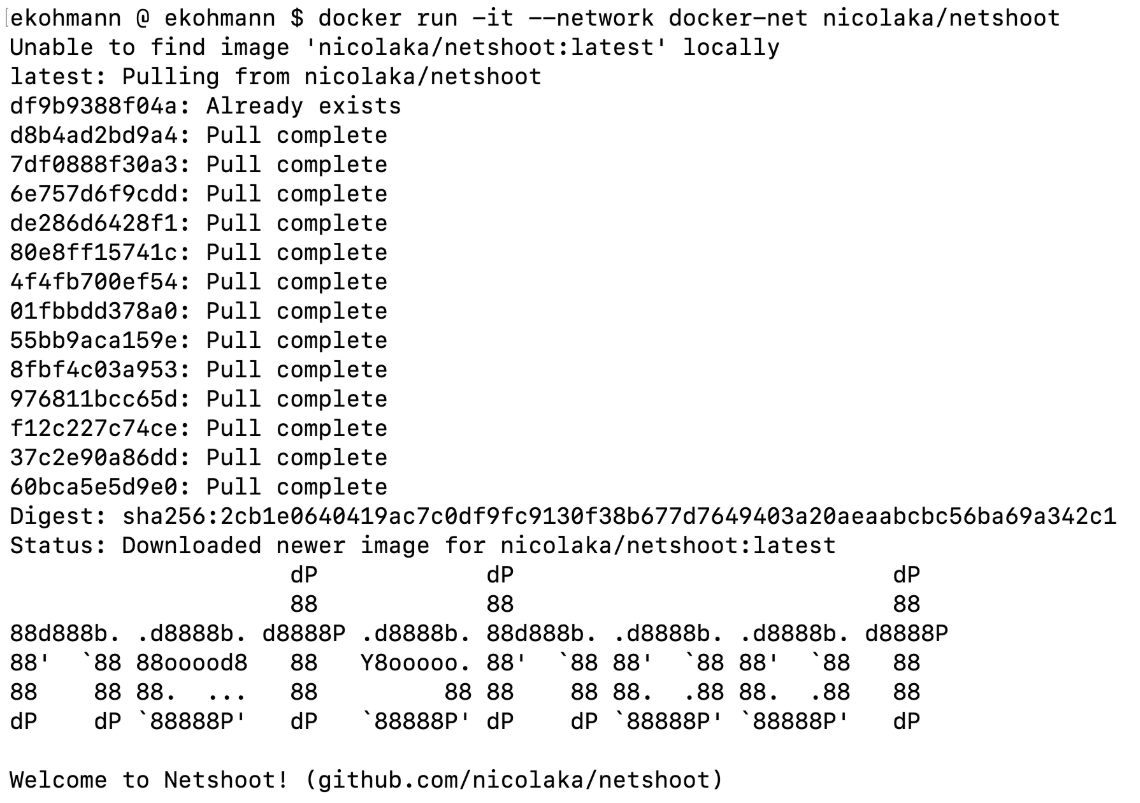 ekohmann @ ekohmann $ docker run -it --network docker-net nicolaka/netshoot
Unable to find image 'nicolaka/netshoot:latest' locally
latest: Pulling from nicolaka/netshoot
df9b9388f04a: Already exists
d8b4ad2bd9a4: Pull complete
7df0888f30a3: Pull complete
6e757d6f9cdd: Pull complete
de286d6428f1: Pull complete
80e8ff15741c: Pull complete
4f4fb700ef54: Pull complete
01fbbdd378a0: Pull complete
55bb9aca159e: Pull complete
8fbf4c03a953: Pull complete
976811bcc65d: Pull complete
f12c227c74ce: Pull complete
37c2e90a86dd: Pull complete
60bca5e5d9e0: Pull complete
Digest: sha256:2cb1e0640419ac7c0df9fc9130f38b677d7649403a20aeaabcbc56ba69a342c1
Status: Downloaded newer image for nicolaka/netshoot:latest
                    dP            dP                           dP
                    88            88                           88
88d888b. .d8888b. d8888P .d8888b. 88d888b. .d8888b. .d8888b. d8888P
88'  `88 88ooood8   88   Y8ooooo. 88'  `88 88'  `88 88'  `88   88
88    88 88.  ...   88         88 88    88 88.  .88 88.  .88   88
dP    dP `88888P'   dP   `88888P' dP    dP `88888P' `88888P'   dP
Welcome to Netshoot! (github.com/nicolaka/netshoot)